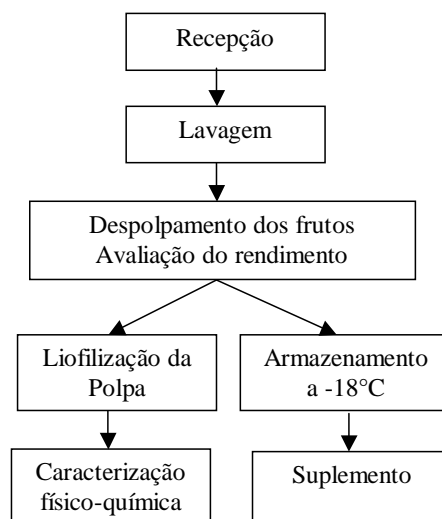 Recepção
Lavagem
Despolpamento dos frutos
Avaliação do rendimento
Liofilização da
Polpa
Armazenamento
a -18°C
Caracterização
físico-química
Suplemento